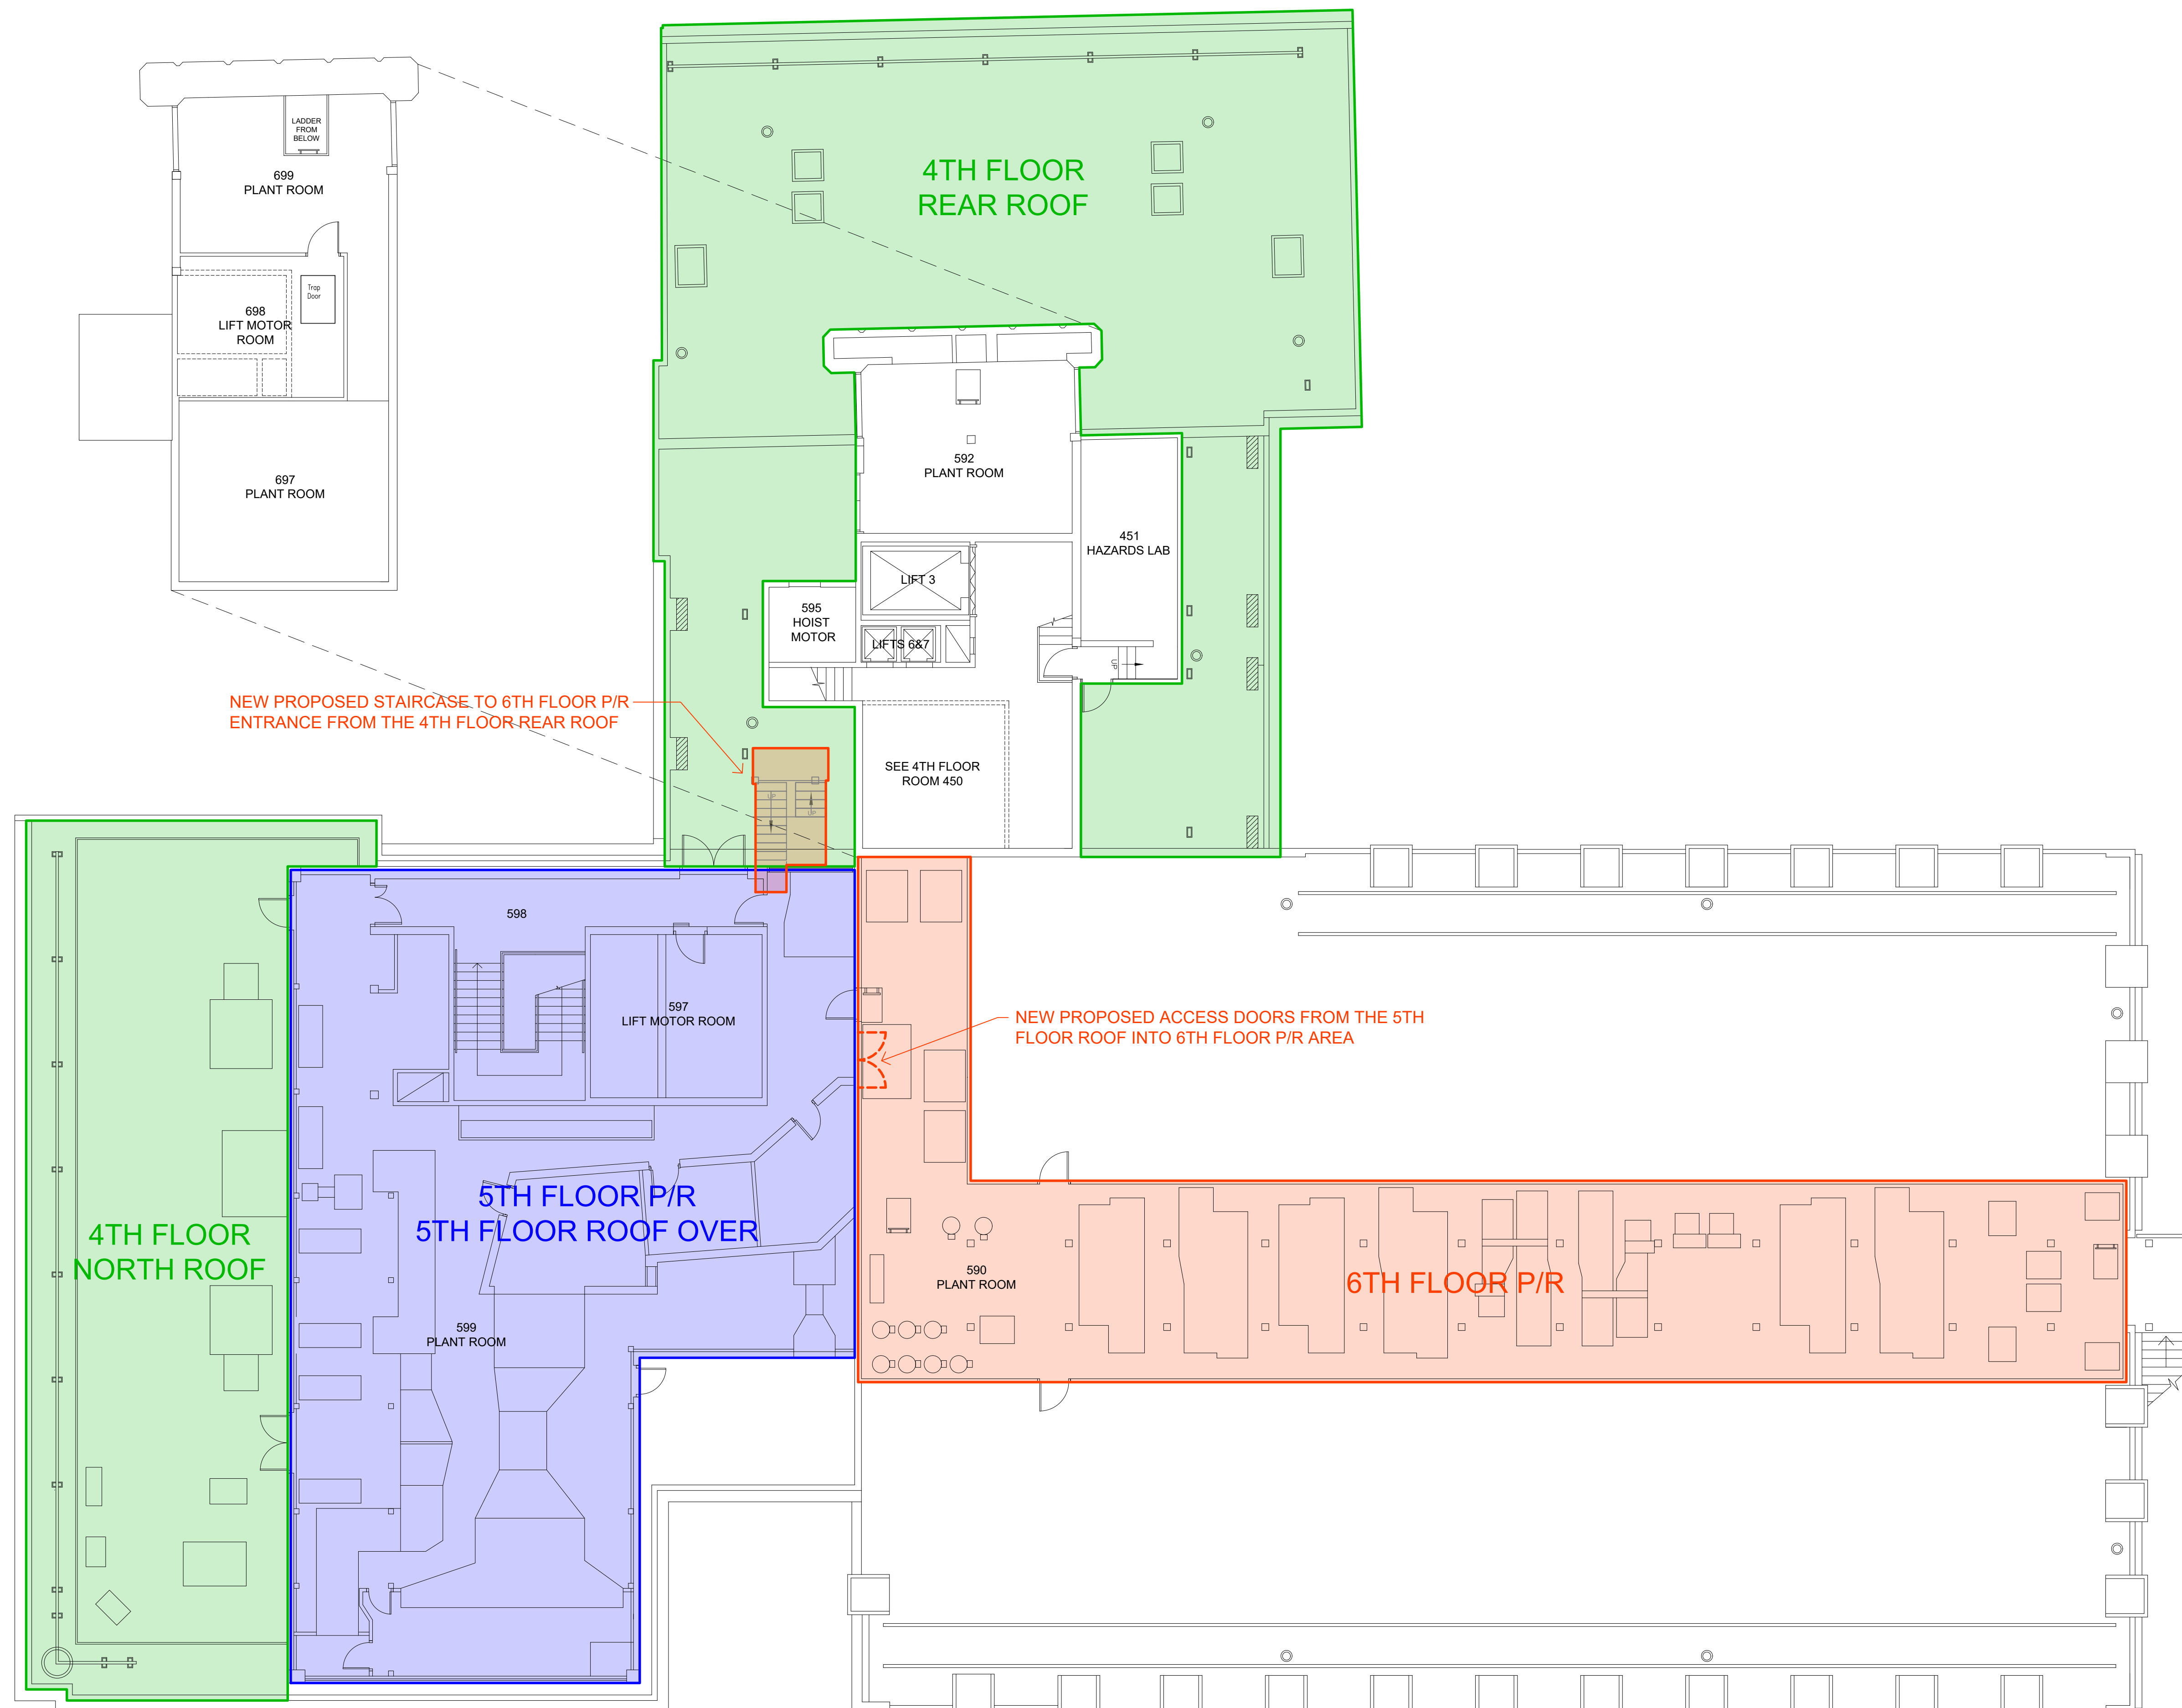 LADDER
FROM
BELOW
699
PLANT ROOM
4TH FLOOR
REAR ROOF
Trap
Door
698
LIFT MOTOR
ROOM
697
PLANT ROOM
592
PLANT ROOM
451
HAZARDS LAB
LIFT 3
595
HOIST
MOTOR
LIFTS 6&7
UP
NEW PROPOSED STAIRCASE TO 6TH FLOOR P/R
ENTRANCE FROM THE 4TH FLOOR REAR ROOF
SEE 4TH FLOOR
ROOM 450
UP
UP
598
597
LIFT MOTOR ROOM
NEW PROPOSED ACCESS DOORS FROM THE 5TH
FLOOR ROOF INTO 6TH FLOOR P/R AREA
4TH FLOOR
NORTH ROOF
5TH FLOOR P/R
5TH FLOOR ROOF OVER
590
PLANT ROOM
6TH FLOOR P/R
599
PLANT ROOM